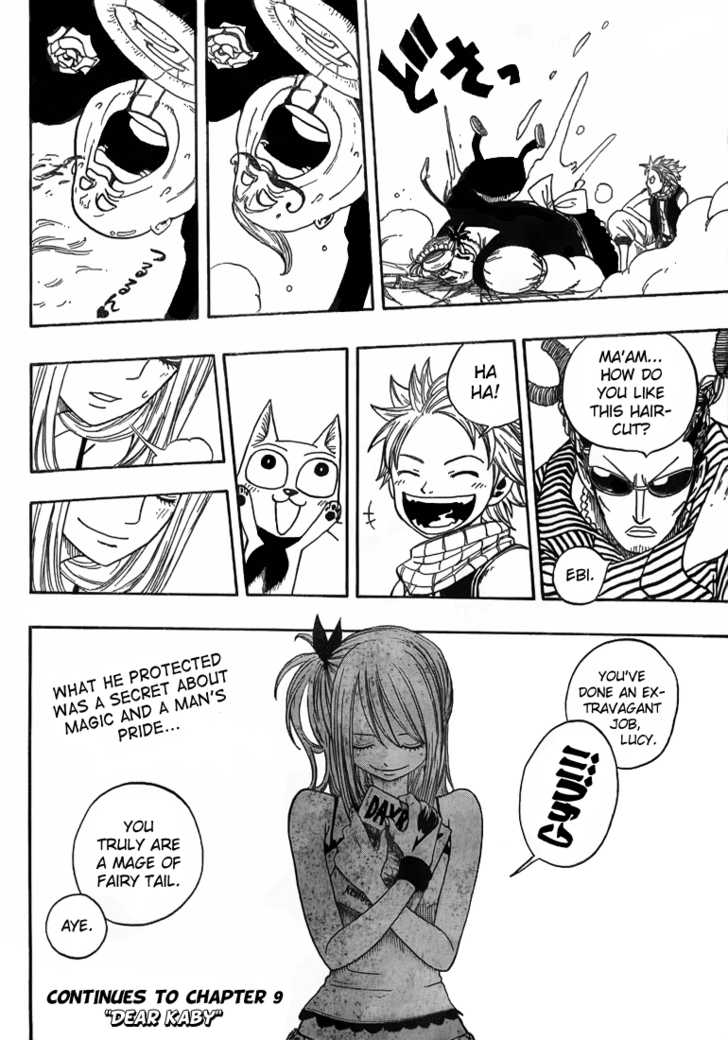 どさっ
MA'AM...
HOW DO
YOU LIKE
THIS HAIR-
CUT?
EBI.
HA
HA!
YOU'VE
DONE AN EX-
TRAVAGANT
JOB,
LUCY.
GYU!!!
DAYB
WHAT HE PROTECTED
WAS A SECRET ABOUT
MAGIC AND A MAN'S
PRIDE...
YOU
TRULY ARE
A MAGE OF
FAIRY TAIL.
AYE.
CONTINUES TO CHAPTER 9
"DEAR KABY"